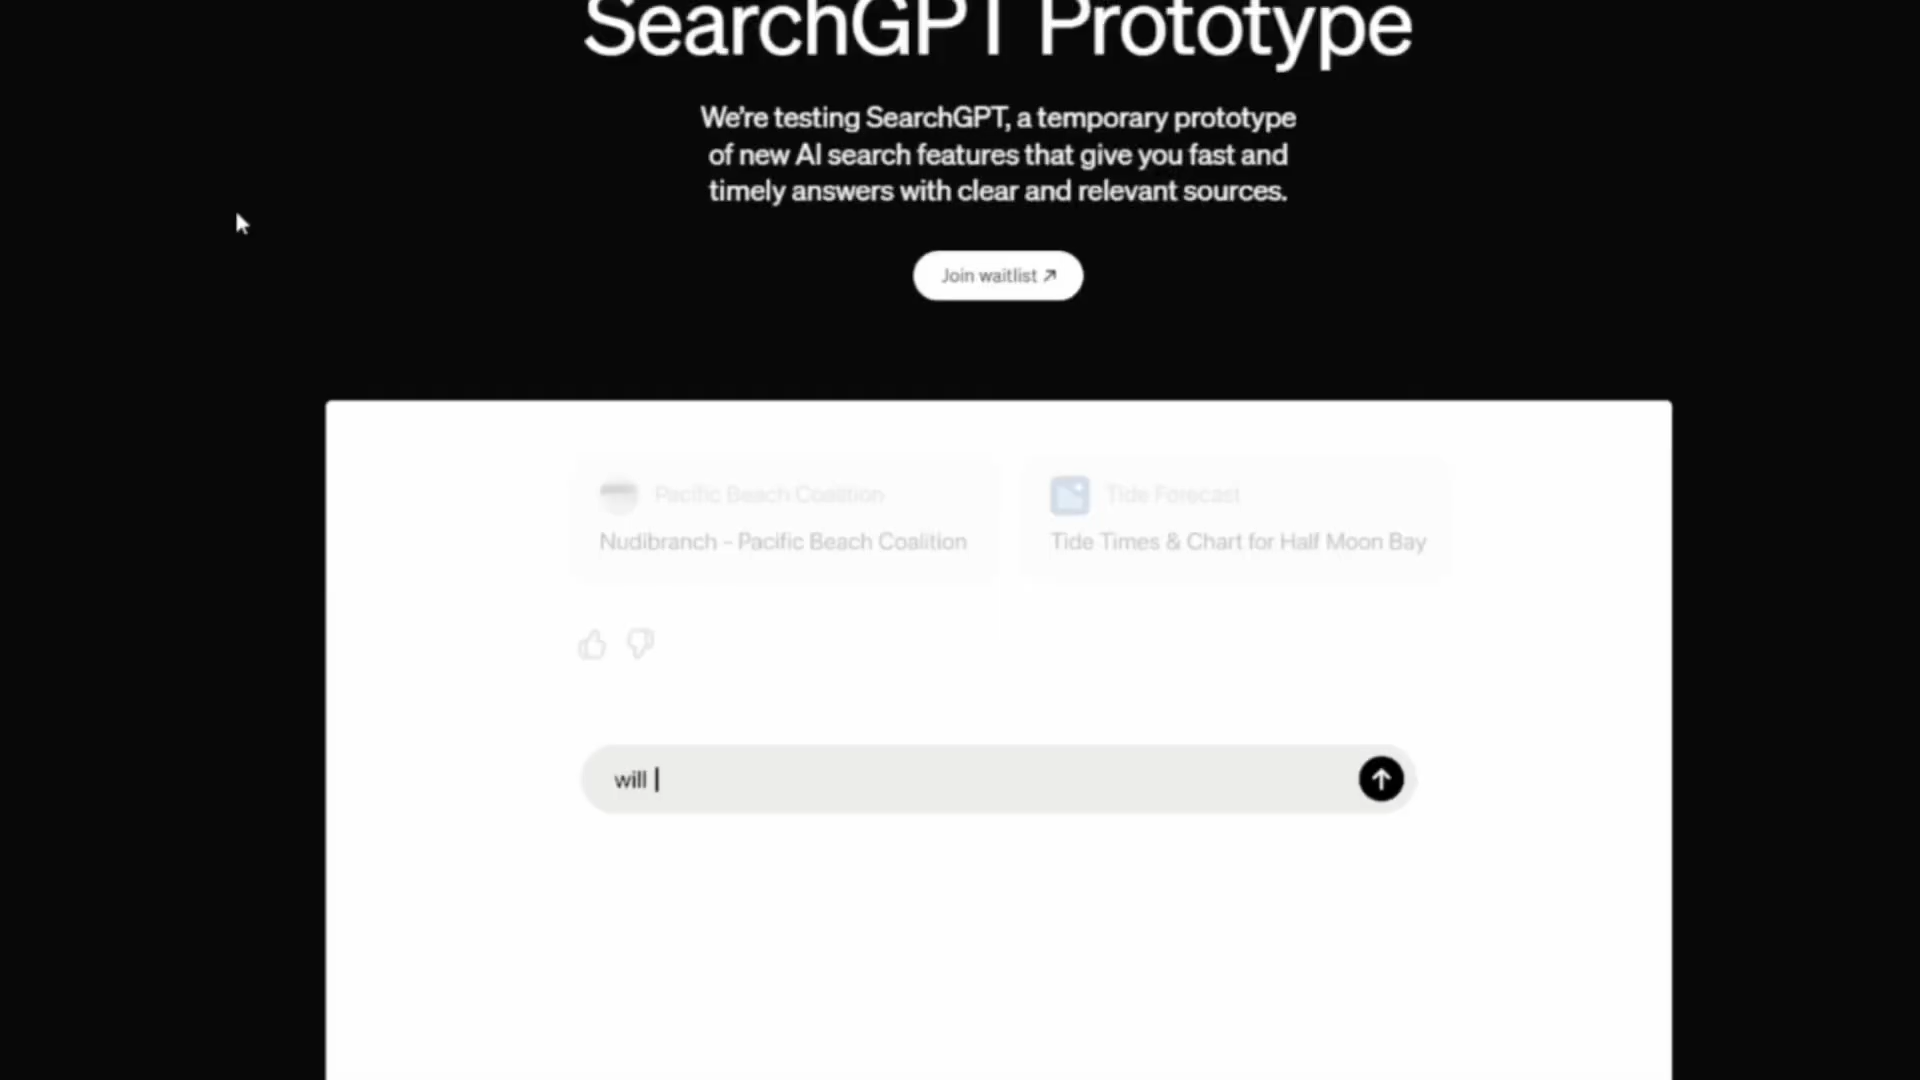 SearchGPT Prototype
We're testing SearchGPT, a temporary prototype
of new AI search features that give you fast and
timely answers with clear and relevant sources.
Join waitlist ↗
Pacific Beach Coalition
Nudibranch - Pacific Beach Coalition
Tide Forecast
Tide Times & Chart for Half Moon Bay
will